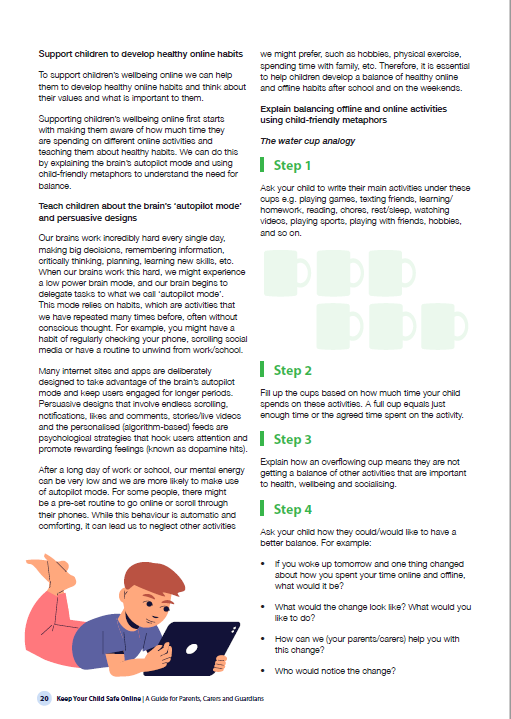 Support children to develop healthy online habits
To support children's wellbeing online we can help
them to develop healthy online habits and think about
their values and what is important to them.
Supporting children's wellbeing online first starts
with making them aware of how much time they
are spending on different online activities and
teaching them about healthy habits. We can do this
by explaining the brain's autopilot mode and using
child-friendly metaphors to understand the need for
balance.
Teach children about the brain's 'autopilot mode'
and persuasive designs
Our brains work incredibly hard every single day,
making big decisions, remembering information,
critically thinking, planning, learning new skills, etc.
When our brains work this hard, we might experience
a low power brain mode, and our brain begins to
delegate tasks to what we call 'autopilot mode'.
This mode relies on habits, which are activities that
we have repeated many times before, often without
conscious thought. For example, you might have a
habit of regularly checking your phone, scrolling social
media or have a routine to unwind from work/school.
Many internet sites and apps are deliberately
designed to take advantage of the brain's autopilot
mode and keep users engaged for longer periods.
Persuasive designs that involve endless scrolling,
notifications, likes and comments, stories/live videos
and the personalised (algorithm-based) feeds are
psychological strategies that hook users attention and
promote rewarding feelings (known as dopamine hits).
After a long day of work or school, our mental energy
can be very low and we are more likely to make use
of autopilot mode. For some people, there might
be a pre-set routine to go online or scroll through
their phones. While this behaviour is automatic and
comforting, it can lead us to neglect other activities
we might prefer, such as hobbies, physical exercise,
spending time with family, etc. Therefore, it is essential
to help children develop a balance of healthy online
and offline habits after school and on the weekends.
Explain balancing offline and online activities
using child-friendly metaphors
The water cup analogy
Step 1
Ask your child to write their main activities under these
cups e.g. playing games, texting friends, learning/
homework, reading, chores, rest/sleep, watching
videos, playing sports, playing with friends, hobbies,
and so on.
Step 2
Fill up the cups based on how much time your child
spends on these activities. A full cup equals just
enough time or the agreed time spent on the activity.
Step 3
Explain how an overflowing cup means they are not
getting a balance of other activities that are important
to health, wellbeing and socialising.
Step 4
Ask your child how they could/would like to have a
better balance. For example:
• If you woke up tomorrow and one thing changed
about how you spent your time online and offline,
what would it be?
• What would the change look like? What would you
like to do?
• How can we (your parents/carers) help you with
this change?
• Who would notice the change?
20 Keep Your Child Safe Online | A Guide for Parents, Carers and Guardians